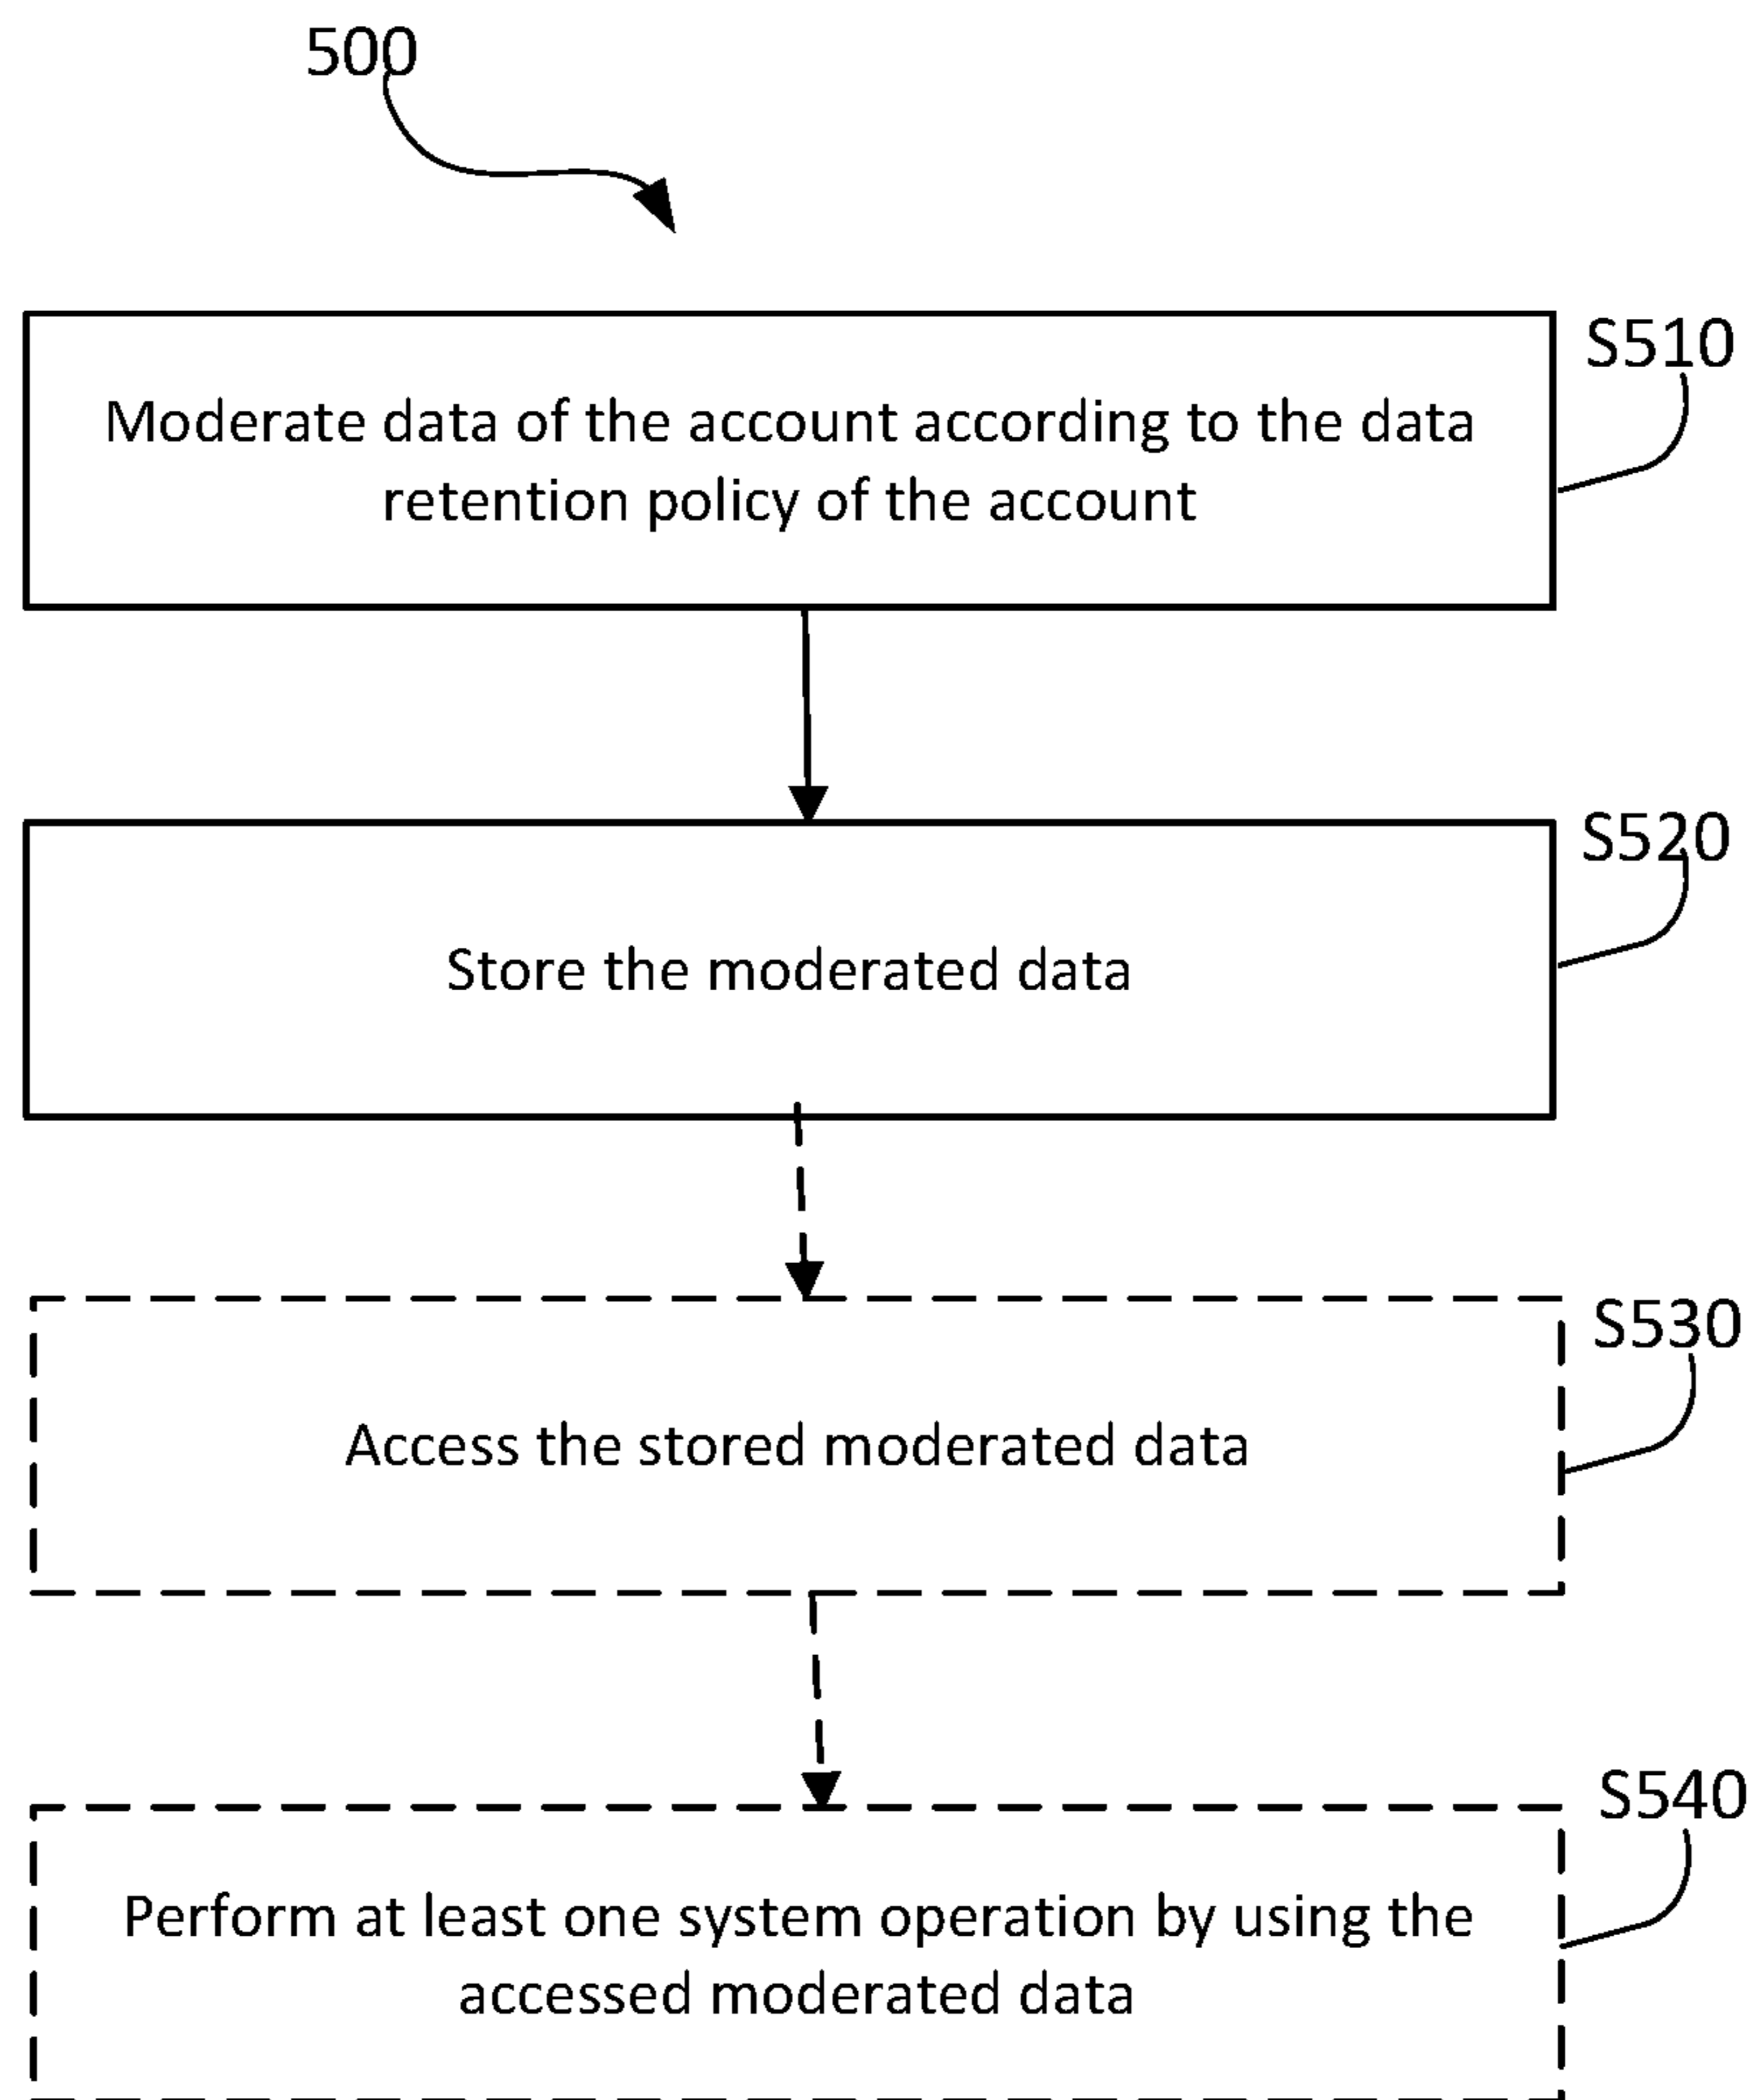 500
S510
Moderate data of the account according to the data
retention policy of the account
S520
Store the moderated data
S530
Access the stored moderated data
S540
Perform at least one system operation by using the
accessed moderated data